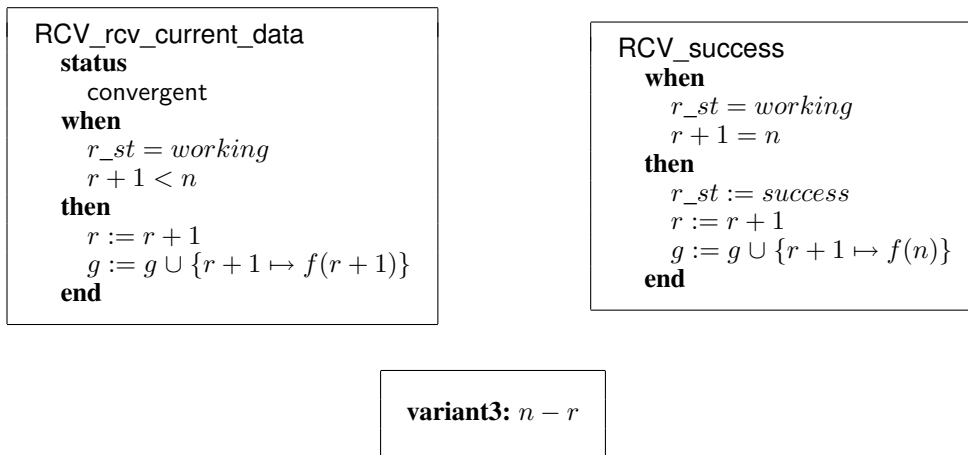 RCV_rcv_current_data
status
convergent
when
r_st = working
r + 1 < n
then
r := r + 1
g := g ∪ {r + 1 ↦ f(r + 1)}
end
RCV_success
when
r_st = working
r + 1 = n
then
r_st := success
r := r + 1
g := g ∪ {r + 1 ↦ f(n)}
end
variant3: n − r